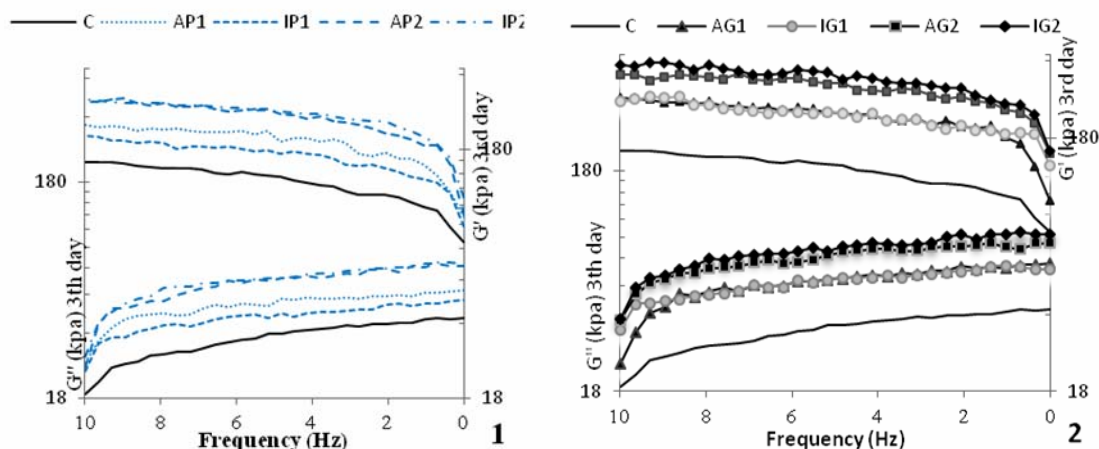 C AP1 IP1 AP2 IP2
180
18
G'' (kpa) 3th day
180
18
G' (kpa) 3rd day
10 8 6 4 2 0
Frequency (Hz)
1
C AG1 IG1 AG2 IG2
180
18
G'' (kpa) 3th day
180
18
G' (kpa) 3rd day
10 8 6 4 2 0
Frequency (Hz)
2